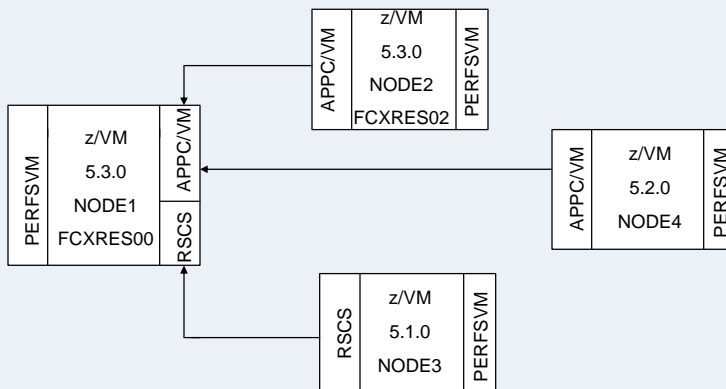 PERFSVM
z/VM
5.3.0
NODE1
FCXRES00
APPC/VM
RSCS
APPC/VM
z/VM
5.3.0
NODE2
FCXRES02
PERFSVM
APPC/VM
z/VM
5.2.0
NODE4
PERFSVM
RSCS
z/VM
5.1.0
NODE3
PERFSVM